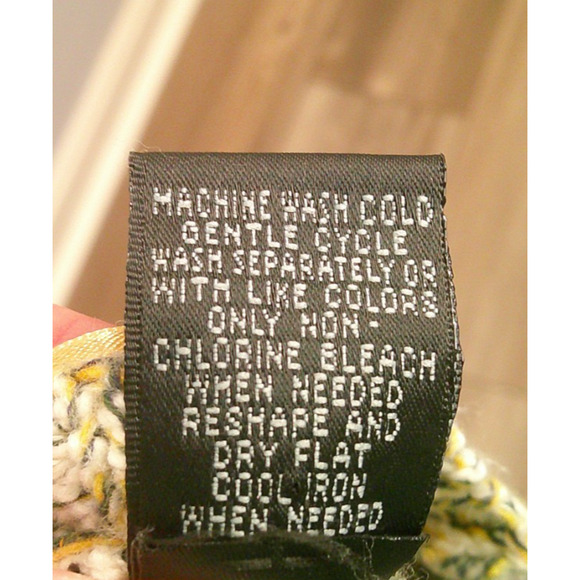 MACHINE WASH COLD
GENTLE CYCLE
WASH SEPARATELY OR
WITH LIKE COLORS
ONLY NON-
CHLORINE BLEACH
WHEN NEEDED
RESHAPE AND
DRY FLAT
COOL IRON
WHEN NEEDED